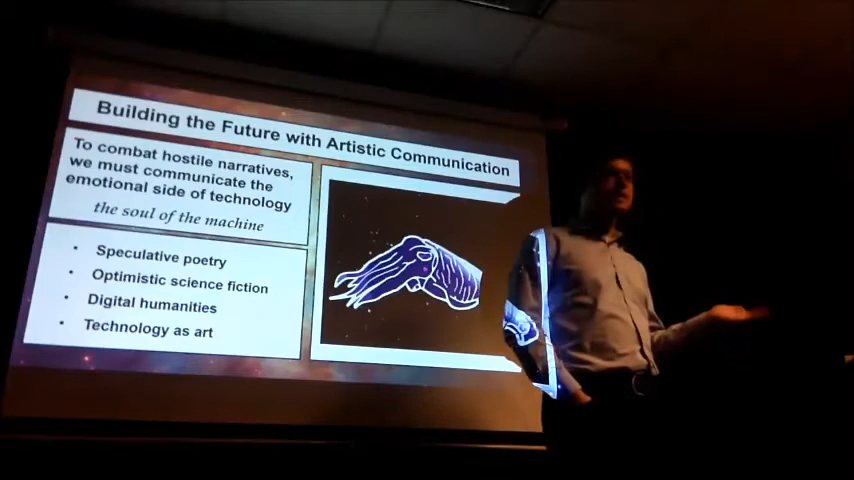 Building the Future with Artistic Communication
To combat hostile narratives,
we must communicate the
emotional side of technology
the soul of the machine
• Speculative poetry
• Optimistic science fiction
• Digital humanities
• Technology as art